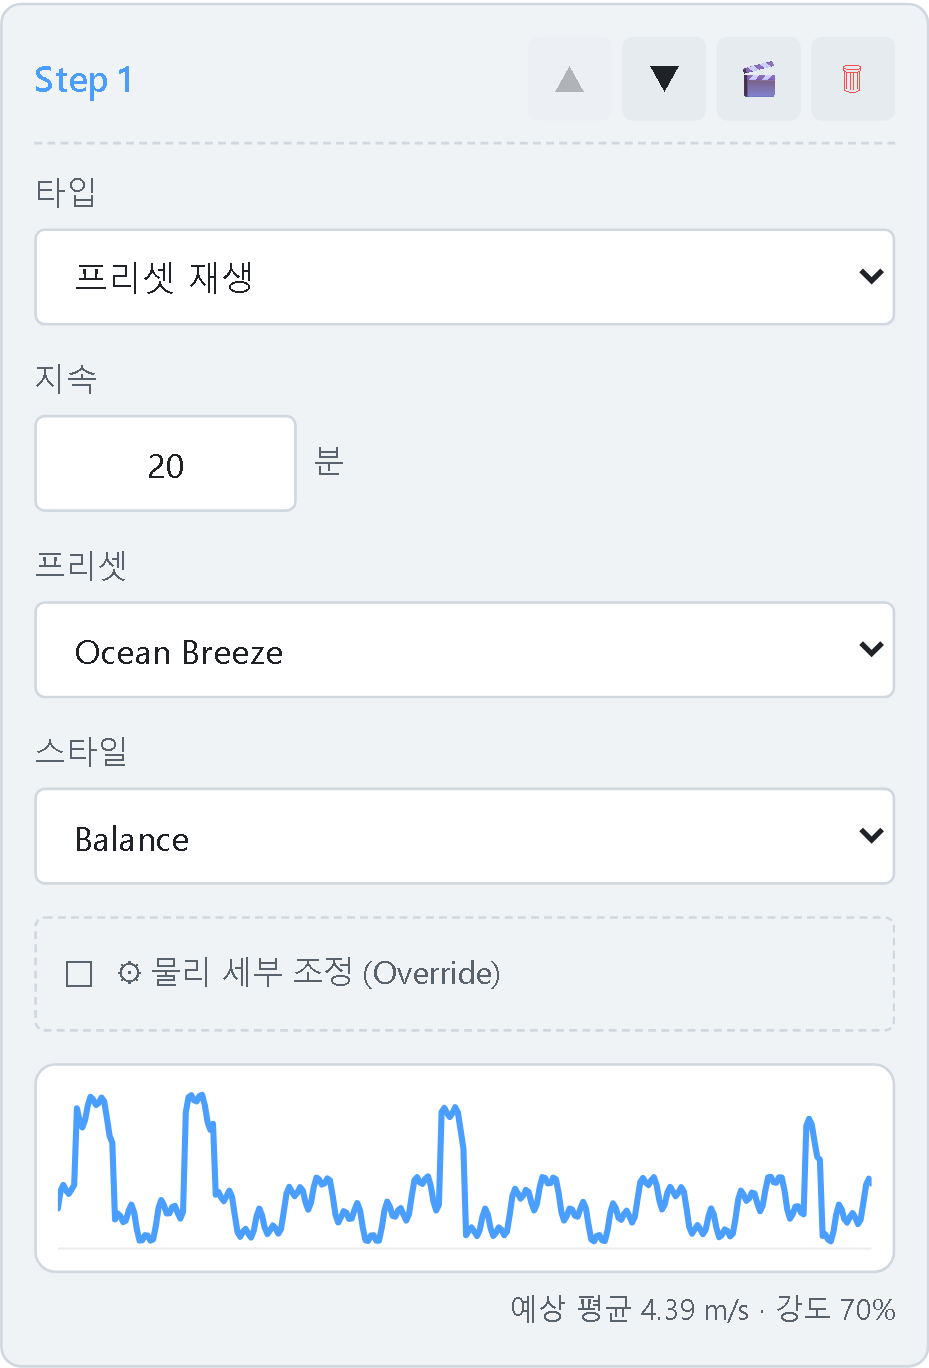 Step 1
타입
프리셋 재생
지속
20 분
프리셋
Ocean Breeze
스타일
Balance
⚙ 물리 세부 조정 (Override)
예상 평균 4.39 m/s · 강도 70%